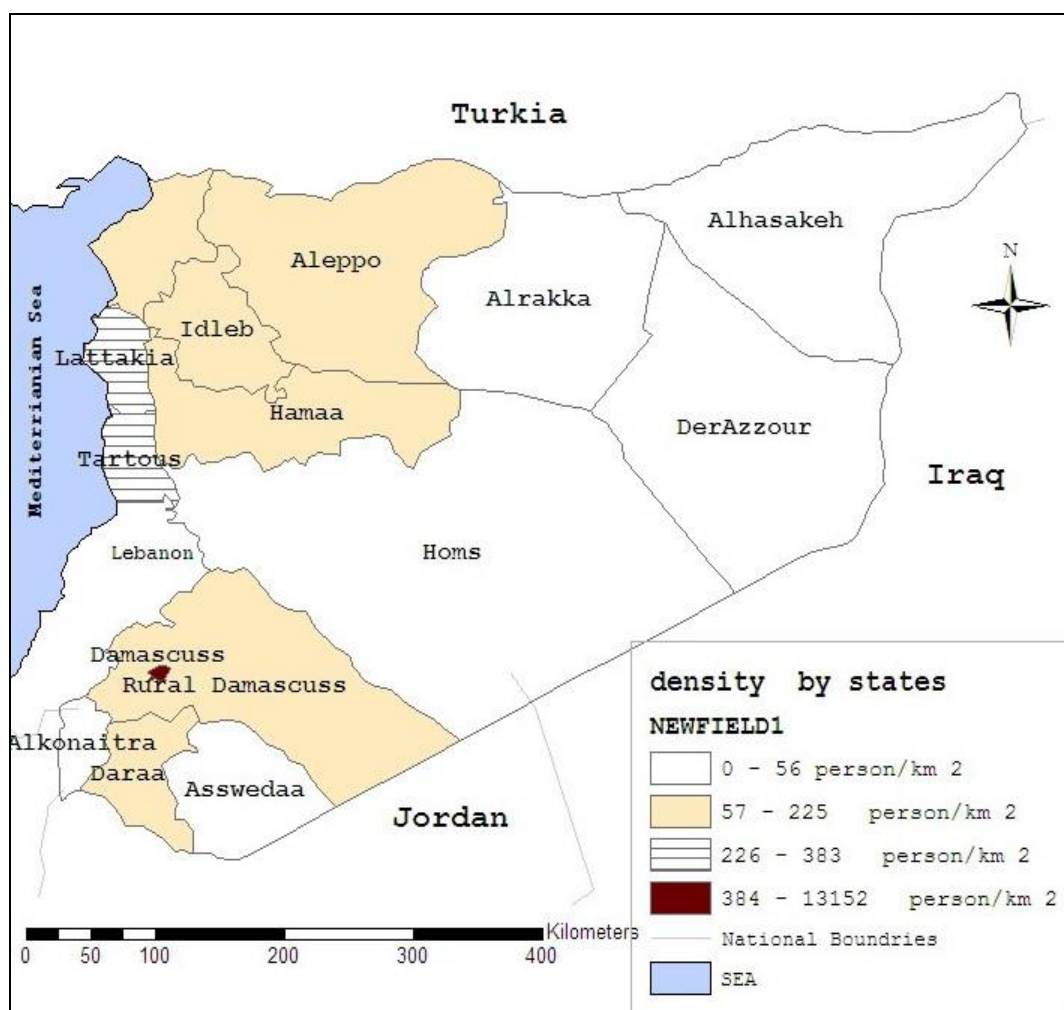 Turkia
Alhasakeh
N
Aleppo
Alrakka
Idleb
Mediterrianian Sea
Lattakia
Hamaa
DerAzzour
Tartous
Iraq
Lebanon
Homs
Damascuss
Rural Damascuss
Alkonaitra
Daraa
Asswedaa
Jordan
density by states
NEWFIELD1
0 - 56 person/km 2
57 - 225 person/km 2
226 - 383 person/km 2
384 - 13152 person/km 2
National Boundries
SEA
Kilometers
0 50 100 200 300 400